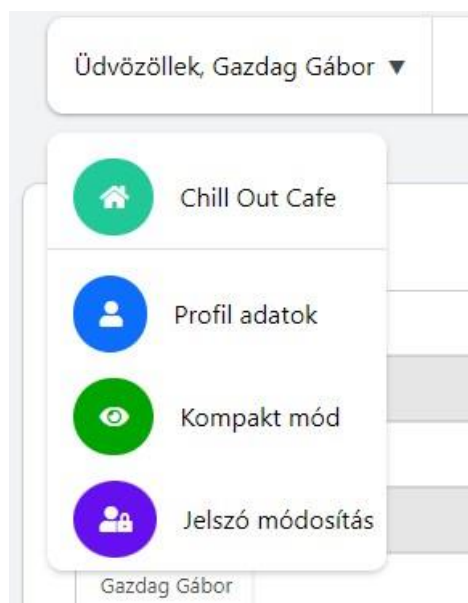 Üdvözöllek, Gazdag Gábor ▼
Chill Out Cafe
Profil adatok
Kompakt mód
Jelszó módosítás
Gazdag Gábor